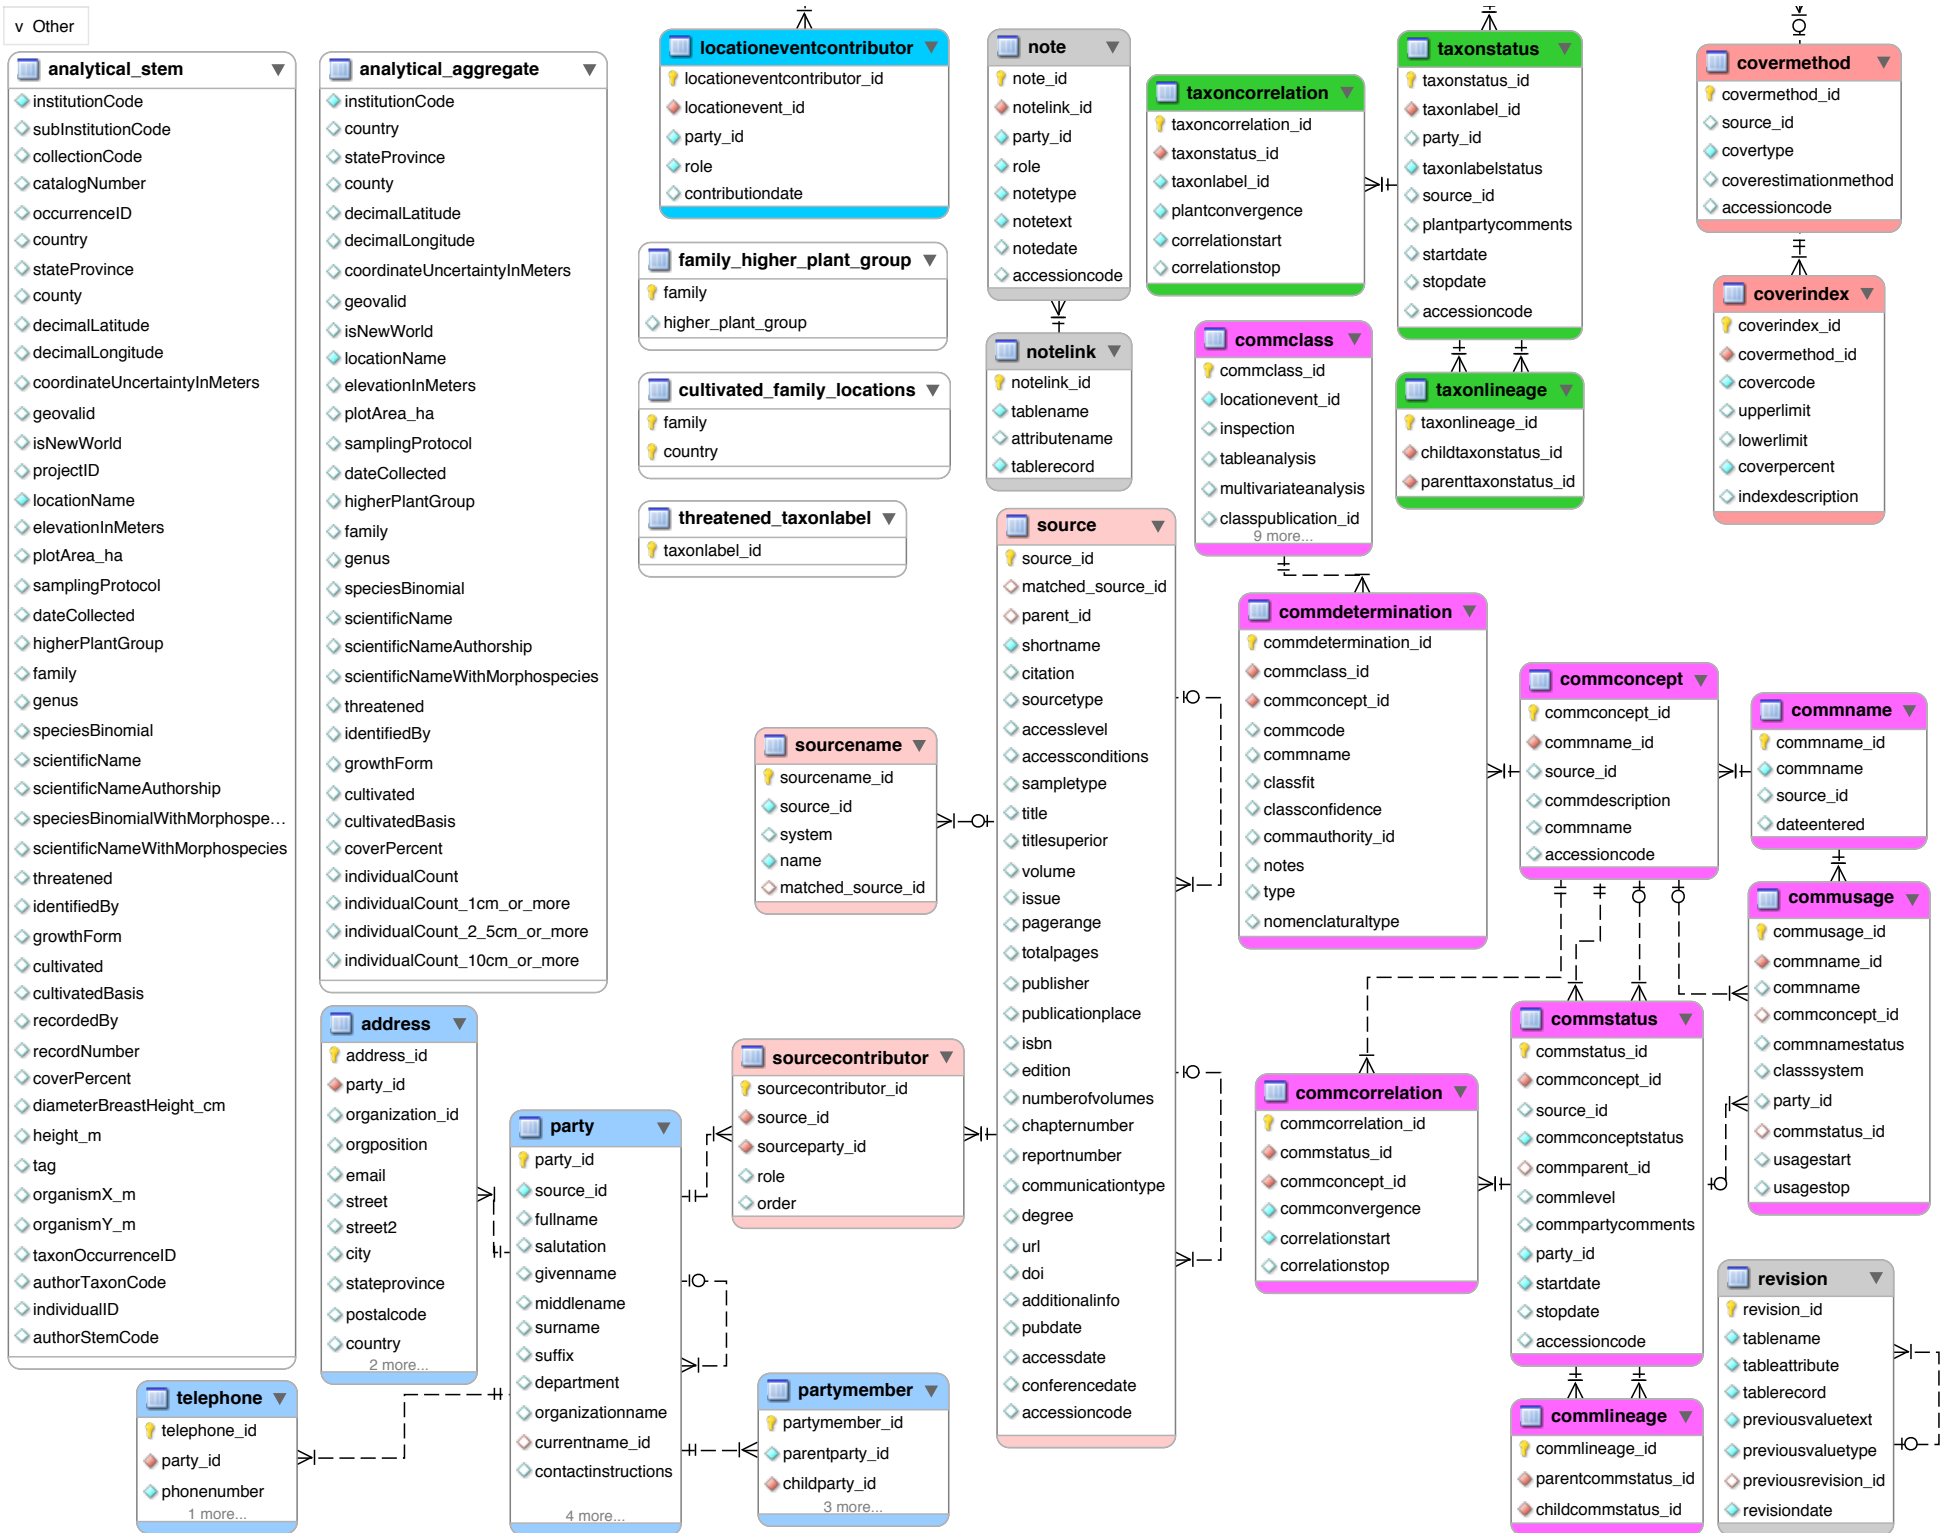 v Other
analytical_stem
institutionCode
subInstitutionCode
collectionCode
catalogNumber
occurrenceID
country
stateProvince
county
decimalLatitude
decimalLongitude
coordinateUncertaintyInMeters
geovalid
isNewWorld
projectID
locationName
elevationInMeters
plotArea_ha
samplingProtocol
dateCollected
higherPlantGroup
family
genus
speciesBinomial
scientificName
scientificNameAuthorship
speciesBinomialWithMorphospe...
scientificNameWithMorphospecies
threatened
identifiedBy
growthForm
cultivated
cultivatedBasis
recordedBy
recordNumber
coverPercent
diameterBreastHeight_cm
height_m
tag
organismX_m
organismY_m
taxonOccurrenceID
authorTaxonCode
individualID
authorStemCode
analytical_aggregate
institutionCode
country
stateProvince
county
decimalLatitude
decimalLongitude
coordinateUncertaintyInMeters
geovalid
isNewWorld
locationName
elevationInMeters
plotArea_ha
samplingProtocol
dateCollected
higherPlantGroup
family
genus
speciesBinomial
scientificName
scientificNameAuthorship
scientificNameWithMorphospecies
threatened
identifiedBy
growthForm
cultivated
cultivatedBasis
coverPercent
individualCount
individualCount_1cm_or_more
individualCount_2_5cm_or_more
individualCount_10cm_or_more
locationeventcontributor
locationeventcontributor_id
locationevent_id
party_id
role
contributiondate
family_higher_plant_group
family
higher_plant_group
cultivated_family_locations
family
country
threatened_taxonlabel
taxonlabel_id
note
note_id
notelink_id
party_id
role
notetype
notetext
notedate
accessioncode
notelink
notelink_id
tablename
attributename
tablerecord
taxoncorrelation
taxoncorrelation_id
taxonstatus_id
taxonlabel_id
plantconvergence
correlationstart
correlationstop
taxonstatus
taxonstatus_id
taxonlabel_id
party_id
taxonlabelstatus
source_id
plantpartycomments
startdate
stopdate
accessioncode
taxonlineage
taxonlineage_id
childtaxonstatus_id
parenttaxonstatus_id
covermethod
covermethod_id
source_id
covertype
coverestimationmethod
accessioncode
coverindex
coverindex_id
covermethod_id
covercode
upperlimit
lowerlimit
coverpercent
indexdescription
commclass
commclass_id
locationevent_id
inspection
tableanalysis
multivariateanalysis
classpublication_id
9 more...
source
source_id
matched_source_id
parent_id
shortname
citation
sourcetype
accesslevel
accessconditions
sampletype
title
titlesuperior
volume
issue
pagerange
totalpages
publisher
publicationplace
isbn
edition
numberofvolumes
chapternumber
reportnumber
communicationtype
degree
url
doi
additionalinfo
pubdate
accessdate
conferencedate
accessioncode
sourcename
sourcename_id
source_id
system
name
matched_source_id
commdetermination
commdetermination_id
commclass_id
commconcept_id
commcode
commname
classfit
classconfidence
commauthority_id
notes
type
nomenclaturaltype
commconcept
commconcept_id
commname_id
source_id
commdescription
commname
accessioncode
commname
commname_id
commname
source_id
dateentered
commusage
commusage_id
commname_id
commname
commconcept_id
commnamestatus
classsystem
party_id
commstatus_id
usagestart
usagestop
commstatus
commstatus_id
commconcept_id
source_id
commconceptstatus
commparent_id
commlevel
commpartycomments
party_id
startdate
stopdate
accessioncode
commcorrelation
commcorrelation_id
commstatus_id
commconcept_id
commconvergence
correlationstart
correlationstop
commlineage
commlineage_id
parentcommstatus_id
childcommstatus_id
revision
revision_id
tablename
tableattribute
tablerecord
previousvaluetext
previousvaluetype
previousrevision_id
revisiondate
address
address_id
party_id
organization_id
orgposition
email
street
street2
city
stateprovince
postalcode
country
2 more...
sourcecontributor
sourcecontributor_id
source_id
sourceparty_id
role
order
party
party_id
source_id
fullname
salutation
givenname
middlename
surname
suffix
department
organizationname
currentname_id
contactinstructions
4 more...
telephone
telephone_id
party_id
phonenumber
1 more...
partymember
partymember_id
parentparty_id
childparty_id
3 more...